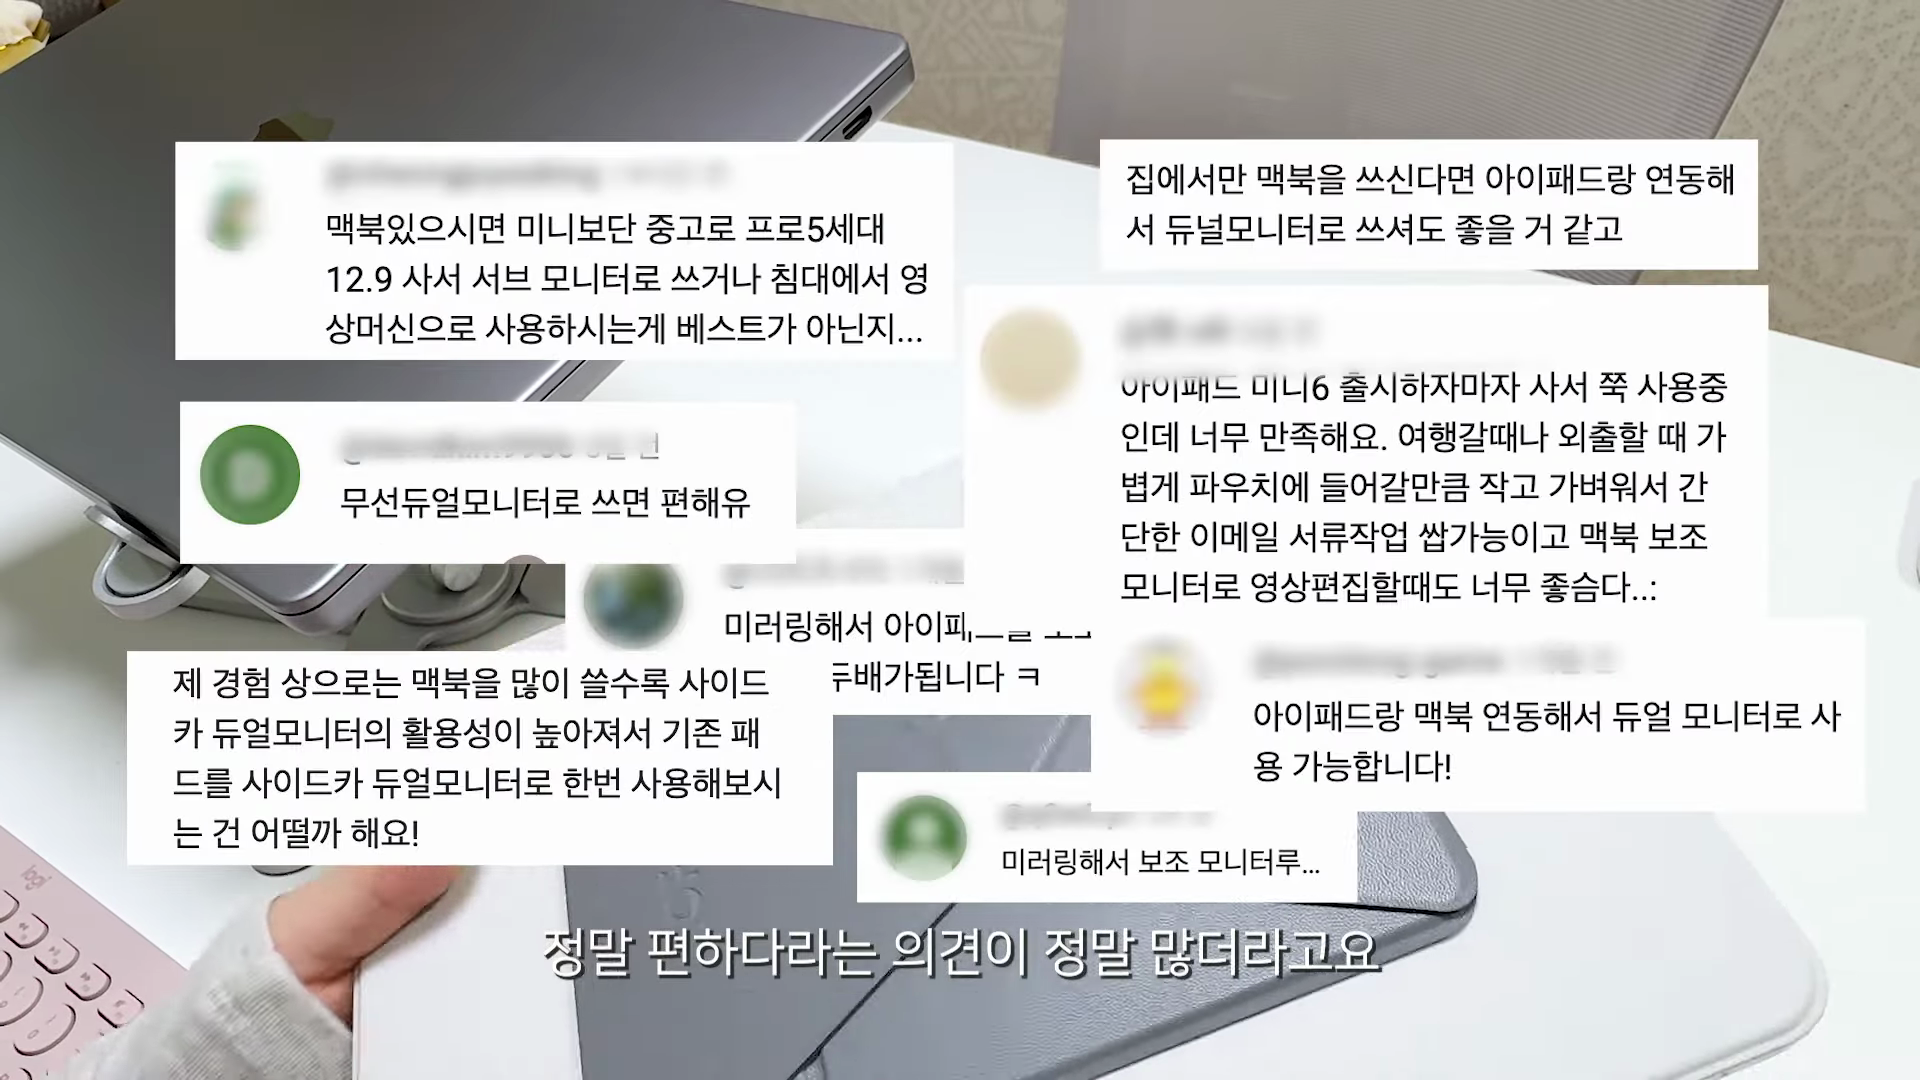 맥북있으시면 미니보단 중고로 프로5세대
12.9 사서 서브 모니터로 쓰거나 침대에서 영
상머신으로 사용하시는게 베스트가 아닌지...
집에서만 맥북을 쓰신다면 아이패드랑 연동해
서 듀널모니터로 쓰셔도 좋을 거 같고
무선듀얼모니터로 쓰면 편해유
아이패드 미니6 출시하자마자 사서 쭉 사용중
인데 너무 만족해요. 여행갈때나 외출할 때 가
볍게 파우치에 들어갈만큼 작고 가벼워서 간
단한 이메일 서류작업 쌉가능이고 맥북 보조
모니터로 영상편집할때도 너무 좋슴다..:
미러링해서
두배가됩니다 ㅋ
제 경험 상으로는 맥북을 많이 쓸수록 사이드
카 듀얼모니터의 활용성이 높아져서 기존 패
드를 사이드카 듀얼모니터로 한번 사용해보시
는 건 어떨까 해요!
아이패드랑 맥북 연동해서 듀얼 모니터로 사
용 가능합니다!
미러링해서 보조 모니터루...
logi
정말 편하다라는 의견이 정말 많더라고요